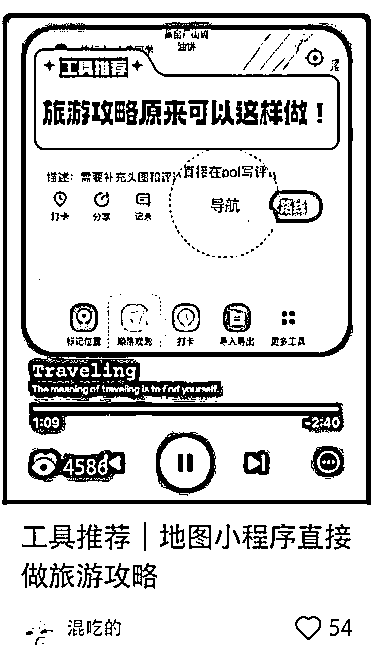 工具推荐
旅游攻略原来可以这样做！
描述：需要补充头图和评
直接在poi写评
打卡
分享
记录
导航
标记位置
打卡
导入导出
更多工具
Traveling
The meaning of traveling is to find yourself.
1:09
-2:40
4586
工具推荐｜地图小程序直接
做旅游攻略
混吃的
54